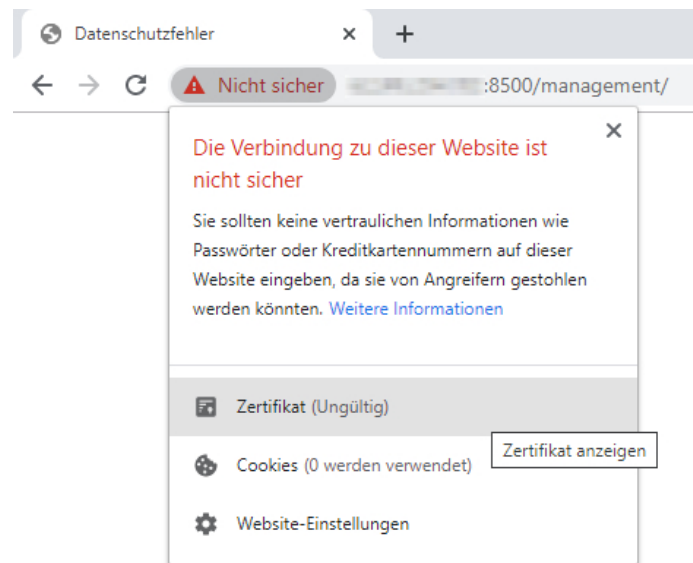 Datenschutzfehler
Nicht sicher :8500/management/
Die Verbindung zu dieser Website ist
nicht sicher
Sie sollten keine vertraulichen Informationen wie
Passwörter oder Kreditkartennummern auf dieser
Website eingeben, da sie von Angreifern gestohlen
werden könnten. Weitere Informationen
Zertifikat (Ungültig)
Zertifikat anzeigen
Cookies (0 werden verwendet)
Website-Einstellungen